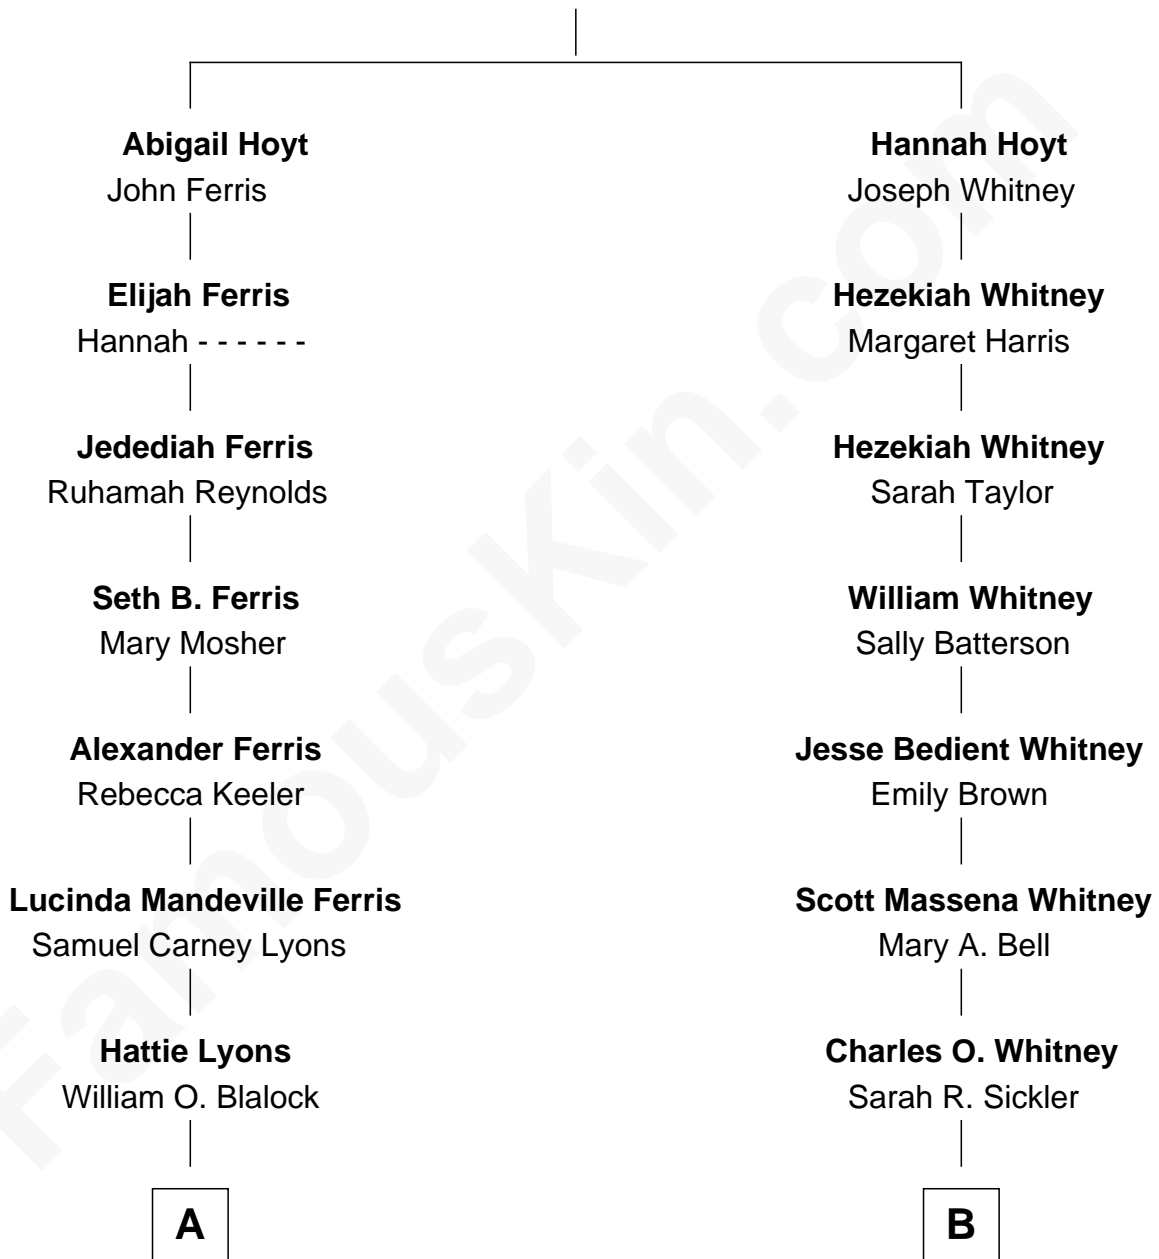 Abigail Hoyt
John Ferris
Hannah Hoyt
Joseph Whitney
Elijah Ferris
Hannah - - - - - -
Hezekiah Whitney
Margaret Harris
Jedediah Ferris
Ruhamah Reynolds
Hezekiah Whitney
Sarah Taylor
Seth B. Ferris
Mary Mosher
William Whitney
Sally Batterson
Alexander Ferris
Rebecca Keeler
Jesse Bedient Whitney
Emily Brown
Lucinda Mandeville Ferris
Samuel Carney Lyons
Scott Massena Whitney
Mary A. Bell
Hattie Lyons
William O. Blalock
Charles O. Whitney
Sarah R. Sickler
A
B
FamousKin.com